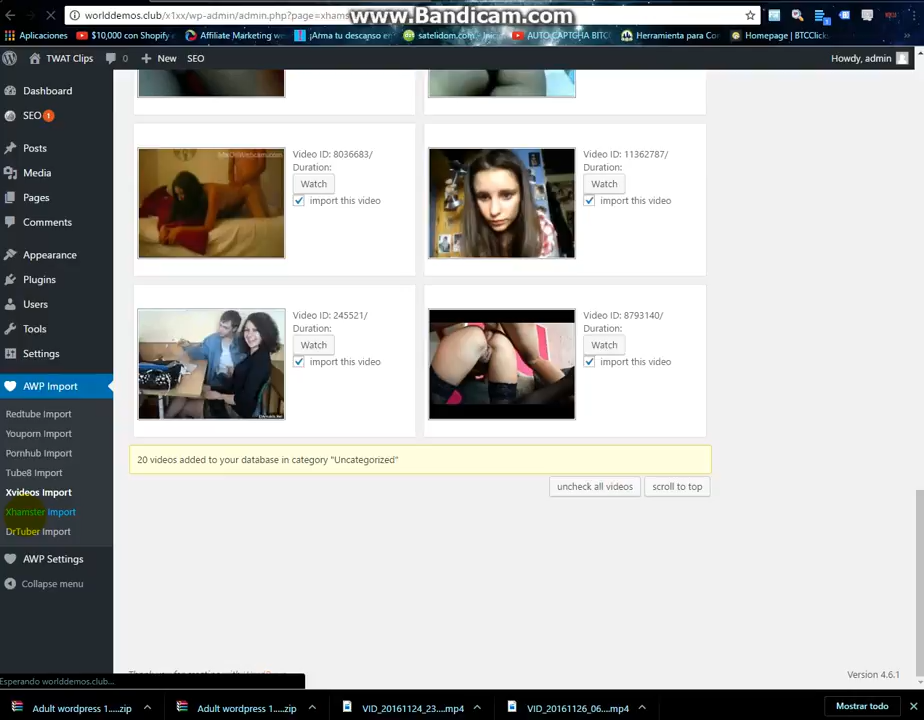 worlddemos.club/x1xx/wp-admin/admin.php?page=xhams
www.Bandicam.com
Aplicaciones
$10,000 con Shopify
Affiliate Marketing w
¡Arma tu descanso
satelidom.com - Inicio
AUTO CAPTCHA BITC
Herramienta para Co
Homepage | BTCClick
TWAT Clips
0
New
SEO
Howdy, admin
Dashboard
SEO 1
Posts
Media
Pages
Comments
Appearance
Plugins
Users
Tools
Settings
AWP Import
Redtube Import
Youporn Import
Pornhub Import
Tube8 Import
Xvideos Import
Xhamster Import
DrTuber Import
AWP Settings
Collapse menu
Video ID: 8036683/
Duration:
Watch
import this video
Video ID: 11362787/
Duration:
Watch
import this video
Video ID: 245521/
Duration:
Watch
import this video
Video ID: 8793140/
Duration:
Watch
import this video
20 videos added to your database in category "Uncategorized"
uncheck all videos
scroll to top
Version 4.6.1
Esperando worlddemos.club...
Adult wordpress 1.....zip
Adult wordpress 1.....zip
VID_20161124_23....mp4
VID_20161126_06....mp4
Mostrar todo